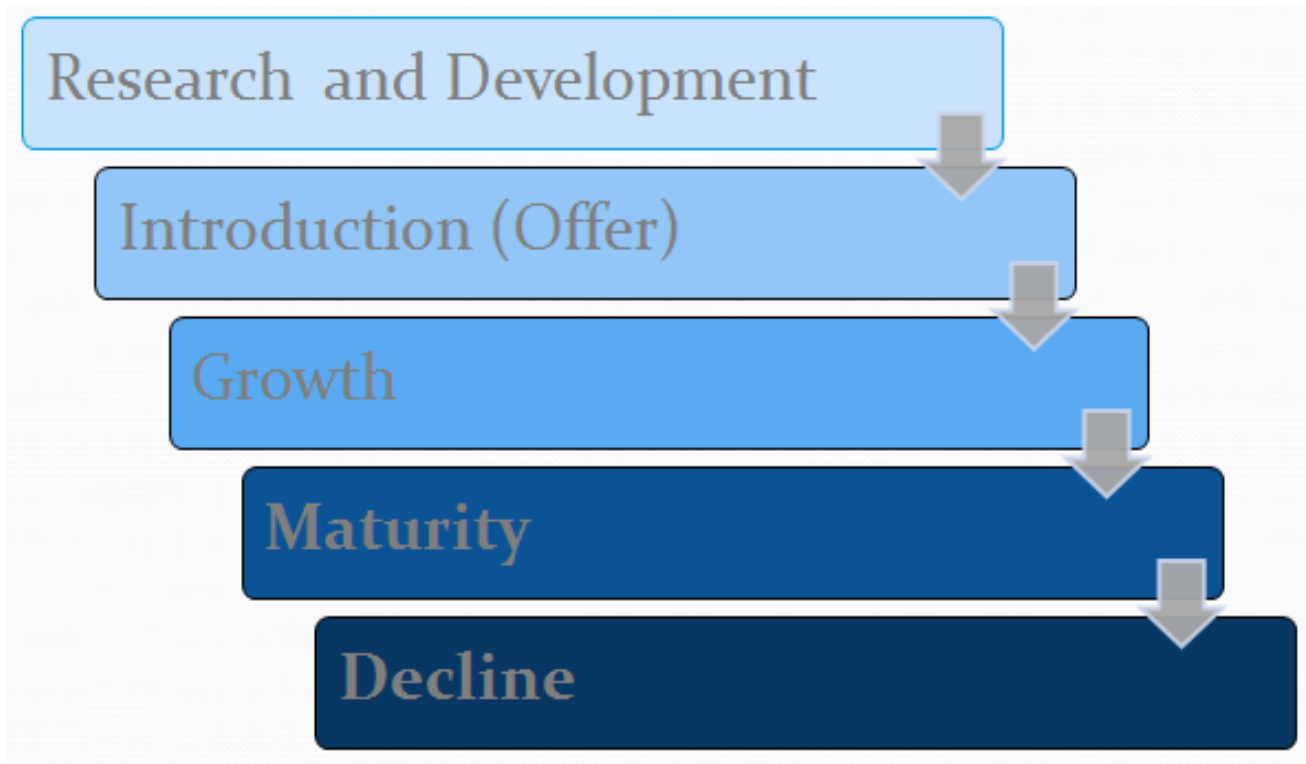 Research and Development
Introduction (Offer)
Growth
Maturity
Decline